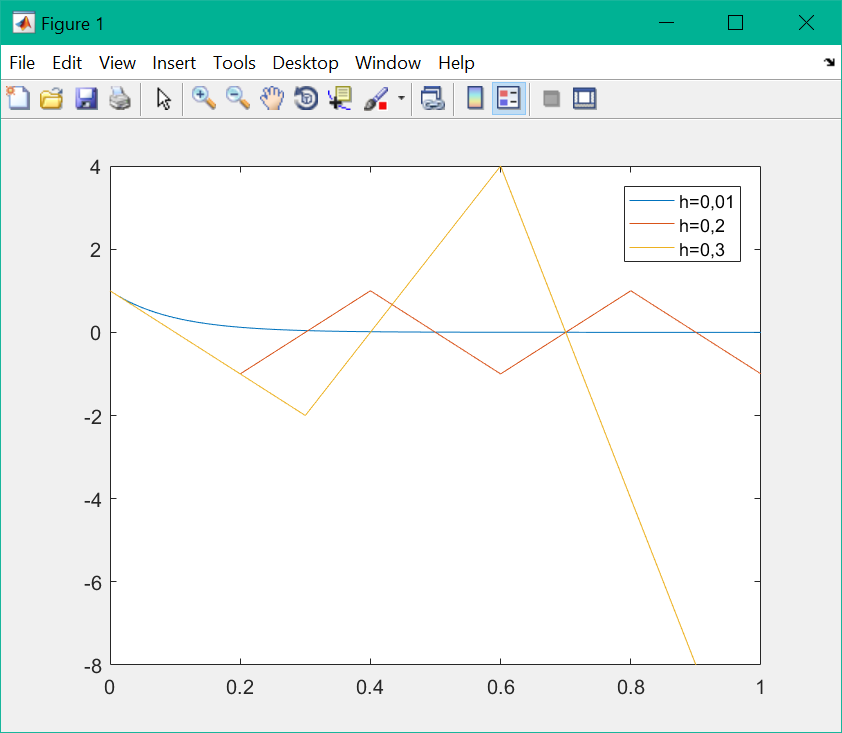 Figure 1
File Edit View Insert Tools Desktop Window Help
h=0,01
h=0,2
h=0,3
4
2
0
-2
-4
-6
-8
0 0.2 0.4 0.6 0.8 1